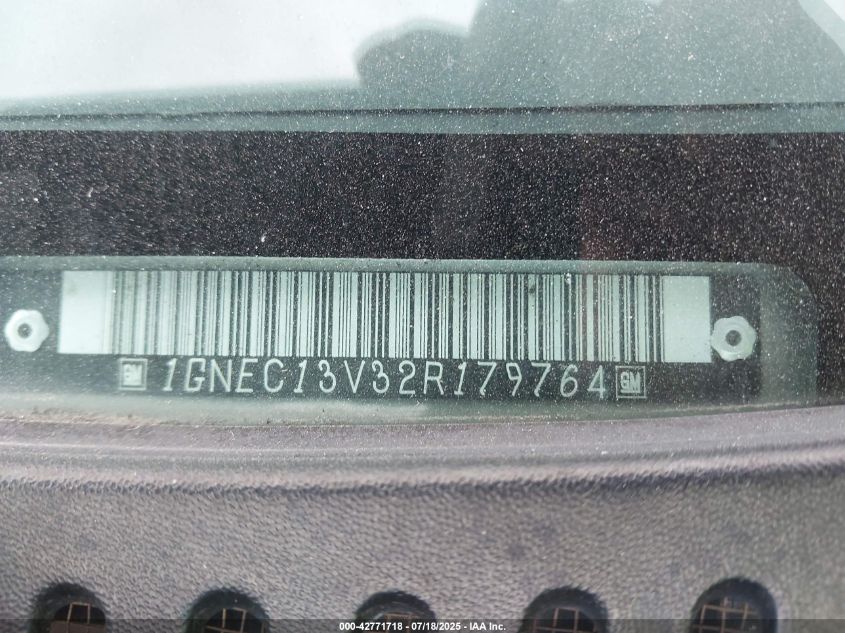 GM 1GNEC13V32R179764 GM
000-42771718 - 07/18/2025 - IAA Inc.